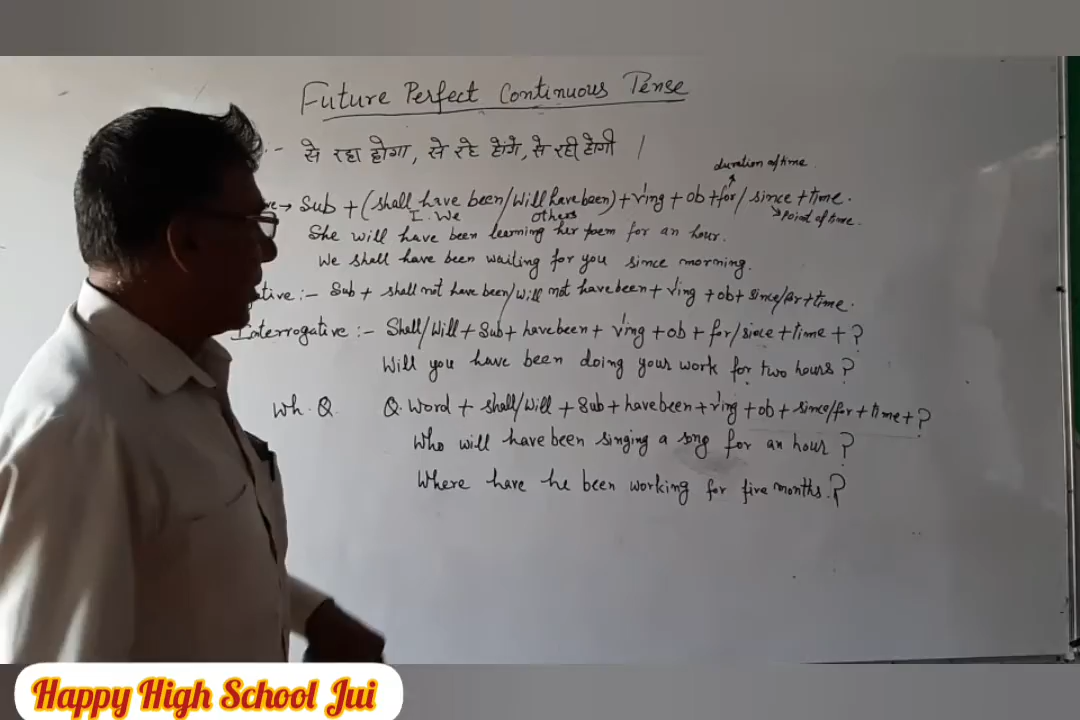 Future Perfect Continuous Tense
:- से रहा होगा, से रहे होंगे, से रही होगी ।
duration of time
ve → Sub + (shall have been/Will have been) + ving + ob + for/ since + time.
I. We others point of time.
She will have been learning her poem for an hour.
We shall have been waiting for you since morning.
ative :- Sub + shall not have been/will not have been + ving + ob + since/for + time.
Interrogative :- Shall/Will + Sub + have been + ving + ob + for/since + time + ?
Will you have been doing your work for two hours ?
Wh. Q. Q. Word + shall/will + sub + have been + ving + ob + since/for + time + ?
Who will have been singing a song for an hour ?
Where have he been working for five months. ?
Happy High School Jui